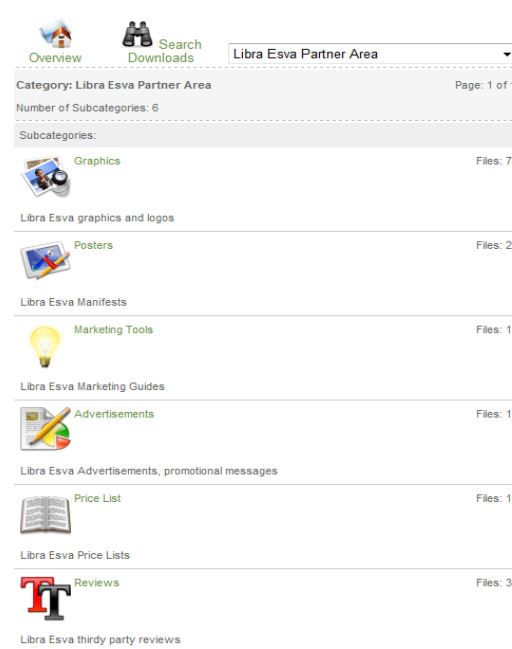 Overview
Search Downloads
Libra Esva Partner Area
Category: Libra Esva Partner Area Page: 1 of 1
Number of Subcategories: 6
Subcategories:
Graphics Files: 7
Libra Esva graphics and logos
Posters Files: 2
Libra Esva Manifests
Marketing Tools Files: 1
Libra Esva Marketing Guides
Advertisements Files: 1
Libra Esva Advertisements, promotional messages
Price List Files: 1
Libra Esva Price Lists
TT Reviews Files: 3
Libra Esva thirdy party reviews